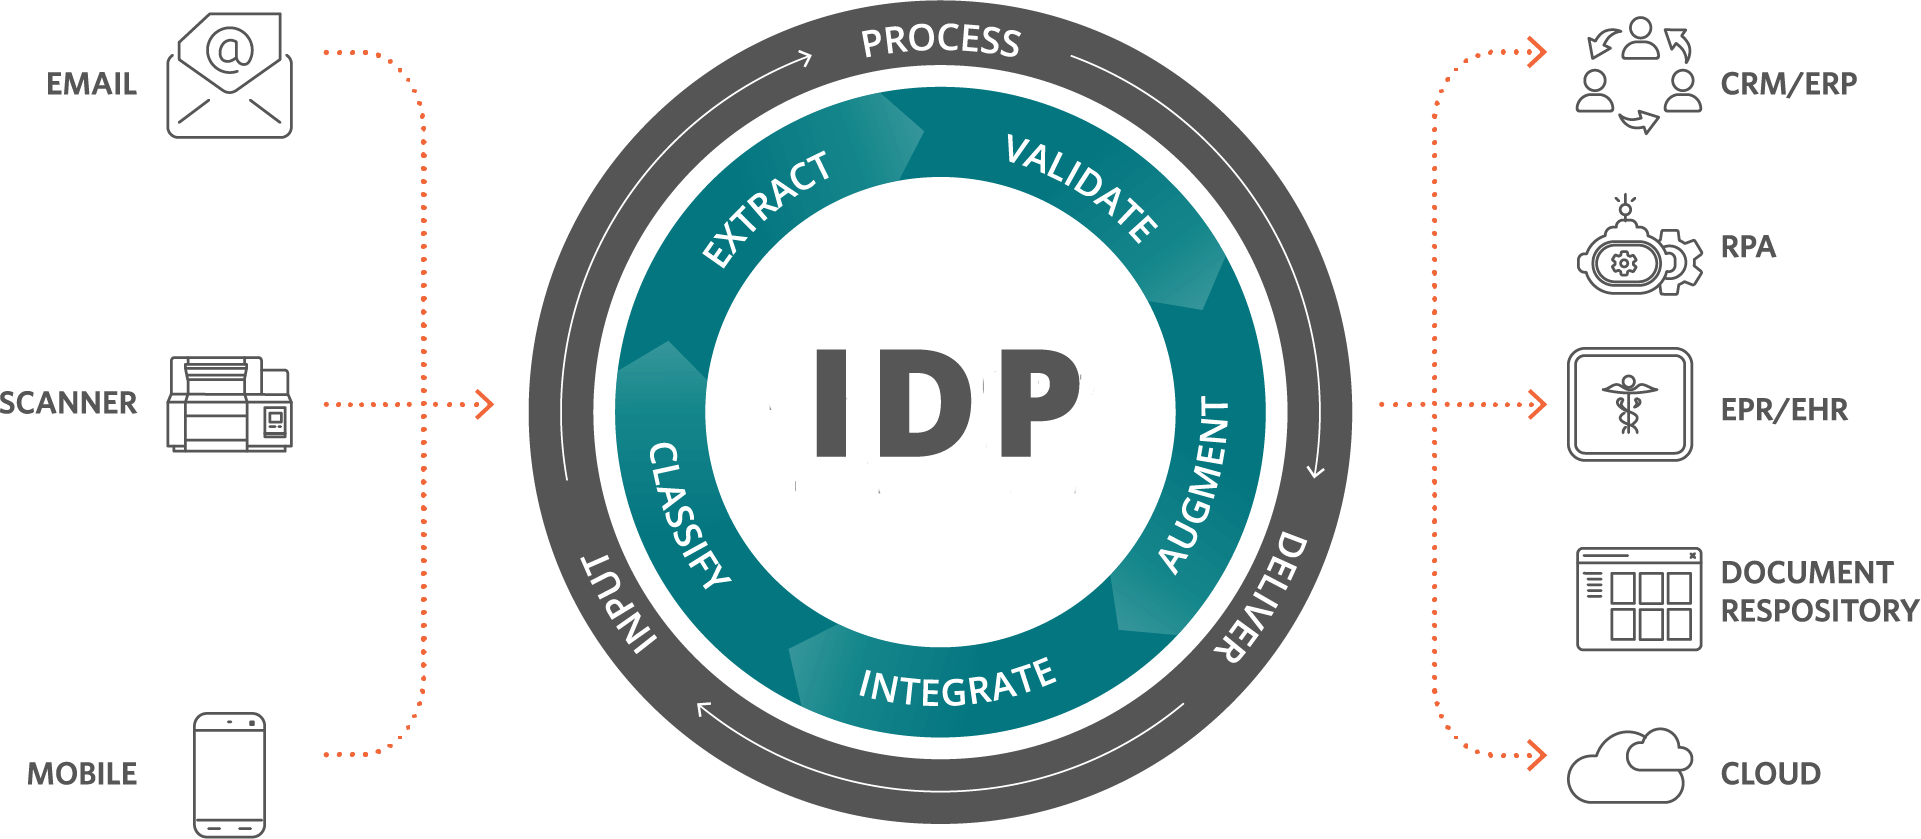 EMAIL
SCANNER
MOBILE
PROCESS
DELIVER
INPUT
EXTRACT
VALIDATE
AUGMENT
INTEGRATE
CLASSIFY
IDP
CRM/ERP
RPA
EPR/EHR
DOCUMENT
RESPOSITORY
CLOUD
@